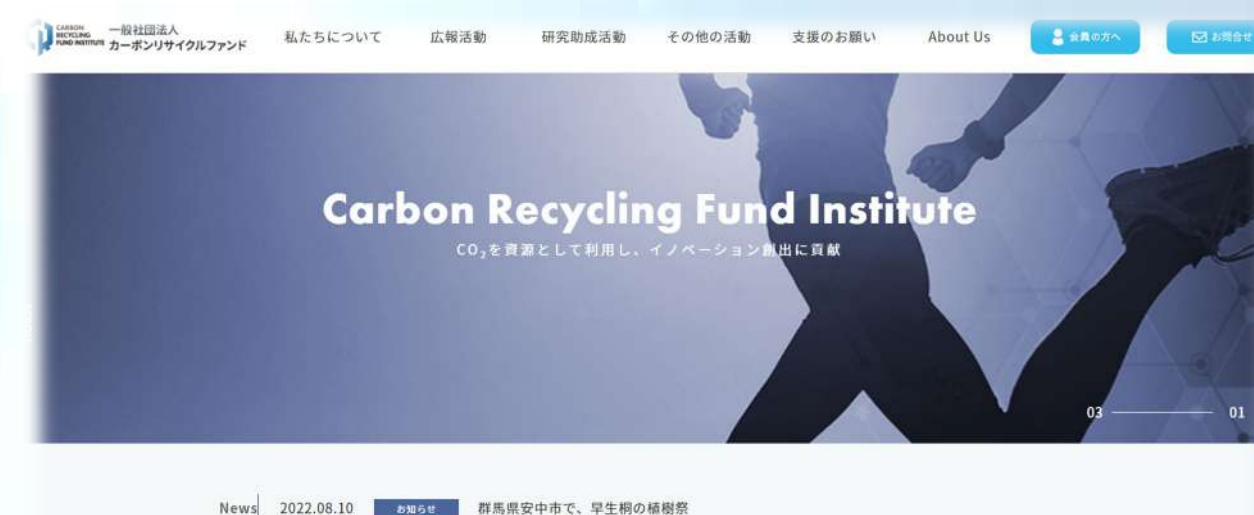 CARBON
RECYCLING
FUND INSTITUTE
一般社団法人
カーボンリサイクルファンド
私たちについて
広報活動
研究助成活動
その他の活動
支援のお願い
About Us
会員の方へ
お問合せ
Carbon Recycling Fund Institute
CO₂を資源として利用し、イノベーション創出に貢献
03
01
News 2022.08.10 お知らせ 群馬県安中市で、早生桐の植樹祭